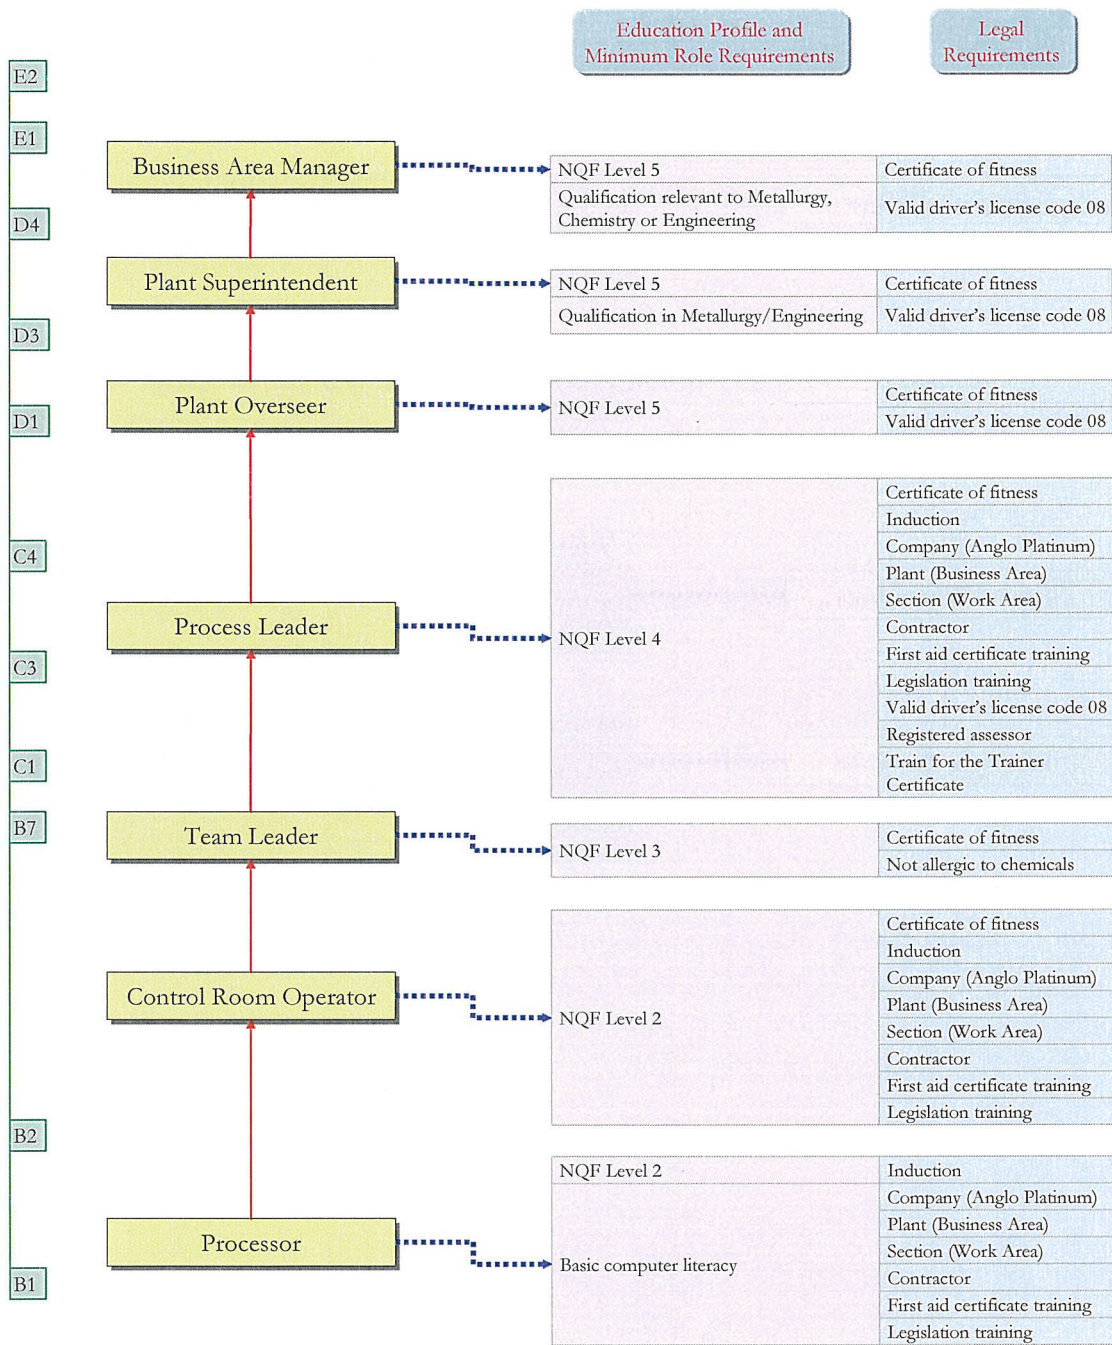 Education Profile and
Minimum Role Requirements
Legal
Requirements
E2
E1
Business Area Manager
NQF Level 5
Certificate of fitness
Qualification relevant to Metallurgy,
Chemistry or Engineering
Valid driver's license code 08
D4
Plant Superintendent
NQF Level 5
Certificate of fitness
Qualification in Metallurgy/Engineering
Valid driver's license code 08
D3
Plant Overseer
NQF Level 5
Certificate of fitness
Valid driver's license code 08
D1
C4
Process Leader
NQF Level 4
Certificate of fitness
Induction
Company (Anglo Platinum)
Plant (Business Area)
Section (Work Area)
Contractor
First aid certificate training
Legislation training
Valid driver's license code 08
Registered assessor
Train for the Trainer
Certificate
C3
C1
B7
Team Leader
NQF Level 3
Certificate of fitness
Not allergic to chemicals
Control Room Operator
NQF Level 2
Certificate of fitness
Induction
Company (Anglo Platinum)
Plant (Business Area)
Section (Work Area)
Contractor
First aid certificate training
Legislation training
B2
Processor
NQF Level 2
Basic computer literacy
Induction
Company (Anglo Platinum)
Plant (Business Area)
Section (Work Area)
Contractor
First aid certificate training
Legislation training
B1